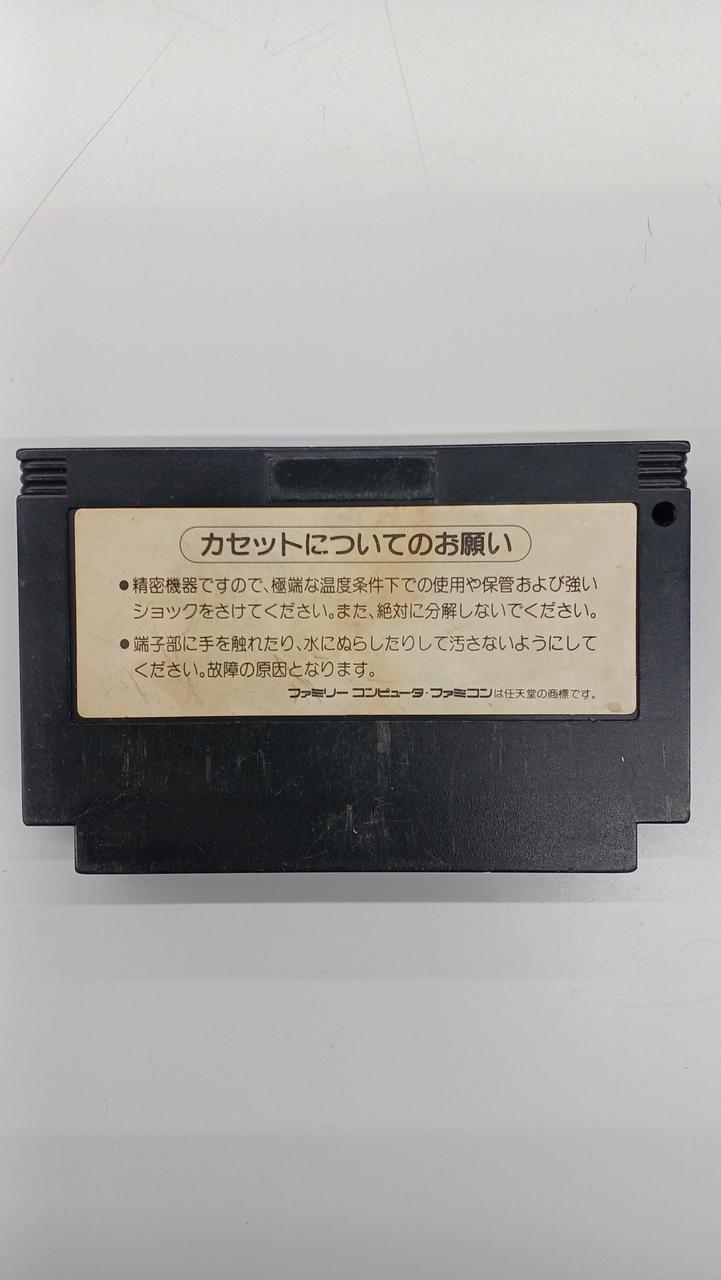 カセットについてのお願い
●精密機器ですので、極端な温度条件下での使用や保管および強い
ショックをさけてください。また、絶対に分解しないでください。
●端子部に手を触れたり、水にぬらしたりして汚さないようにして
ください。故障の原因となります。
ファミリーコンピュータ・ファミコンは任天堂の商標です。